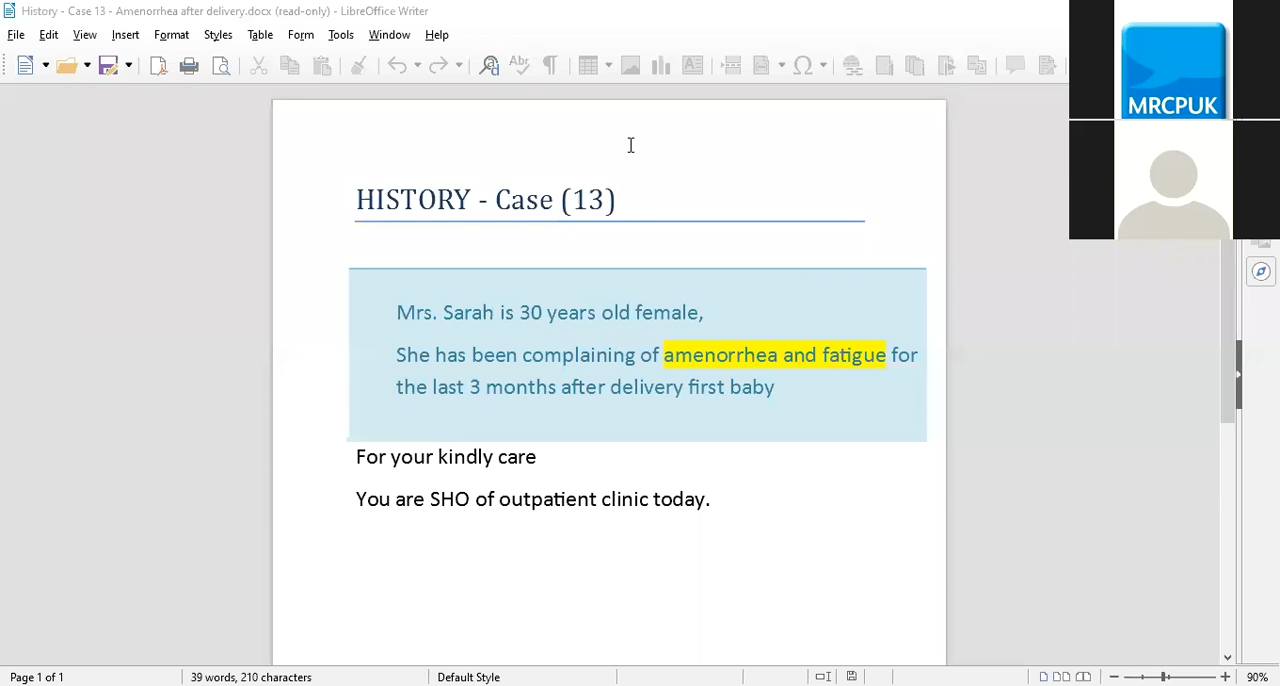 History - Case 13 - Amenorrhea after delivery.docx (read-only) - LibreOffice Writer
File Edit View Insert Format Styles Table Form Tools Window Help
MRCPUK
HISTORY - Case (13)
Mrs. Sarah is 30 years old female,
She has been complaining of amenorrhea and fatigue for
the last 3 months after delivery first baby
For your kindly care
You are SHO of outpatient clinic today.
Page 1 of 1 39 words, 210 characters Default Style 90%